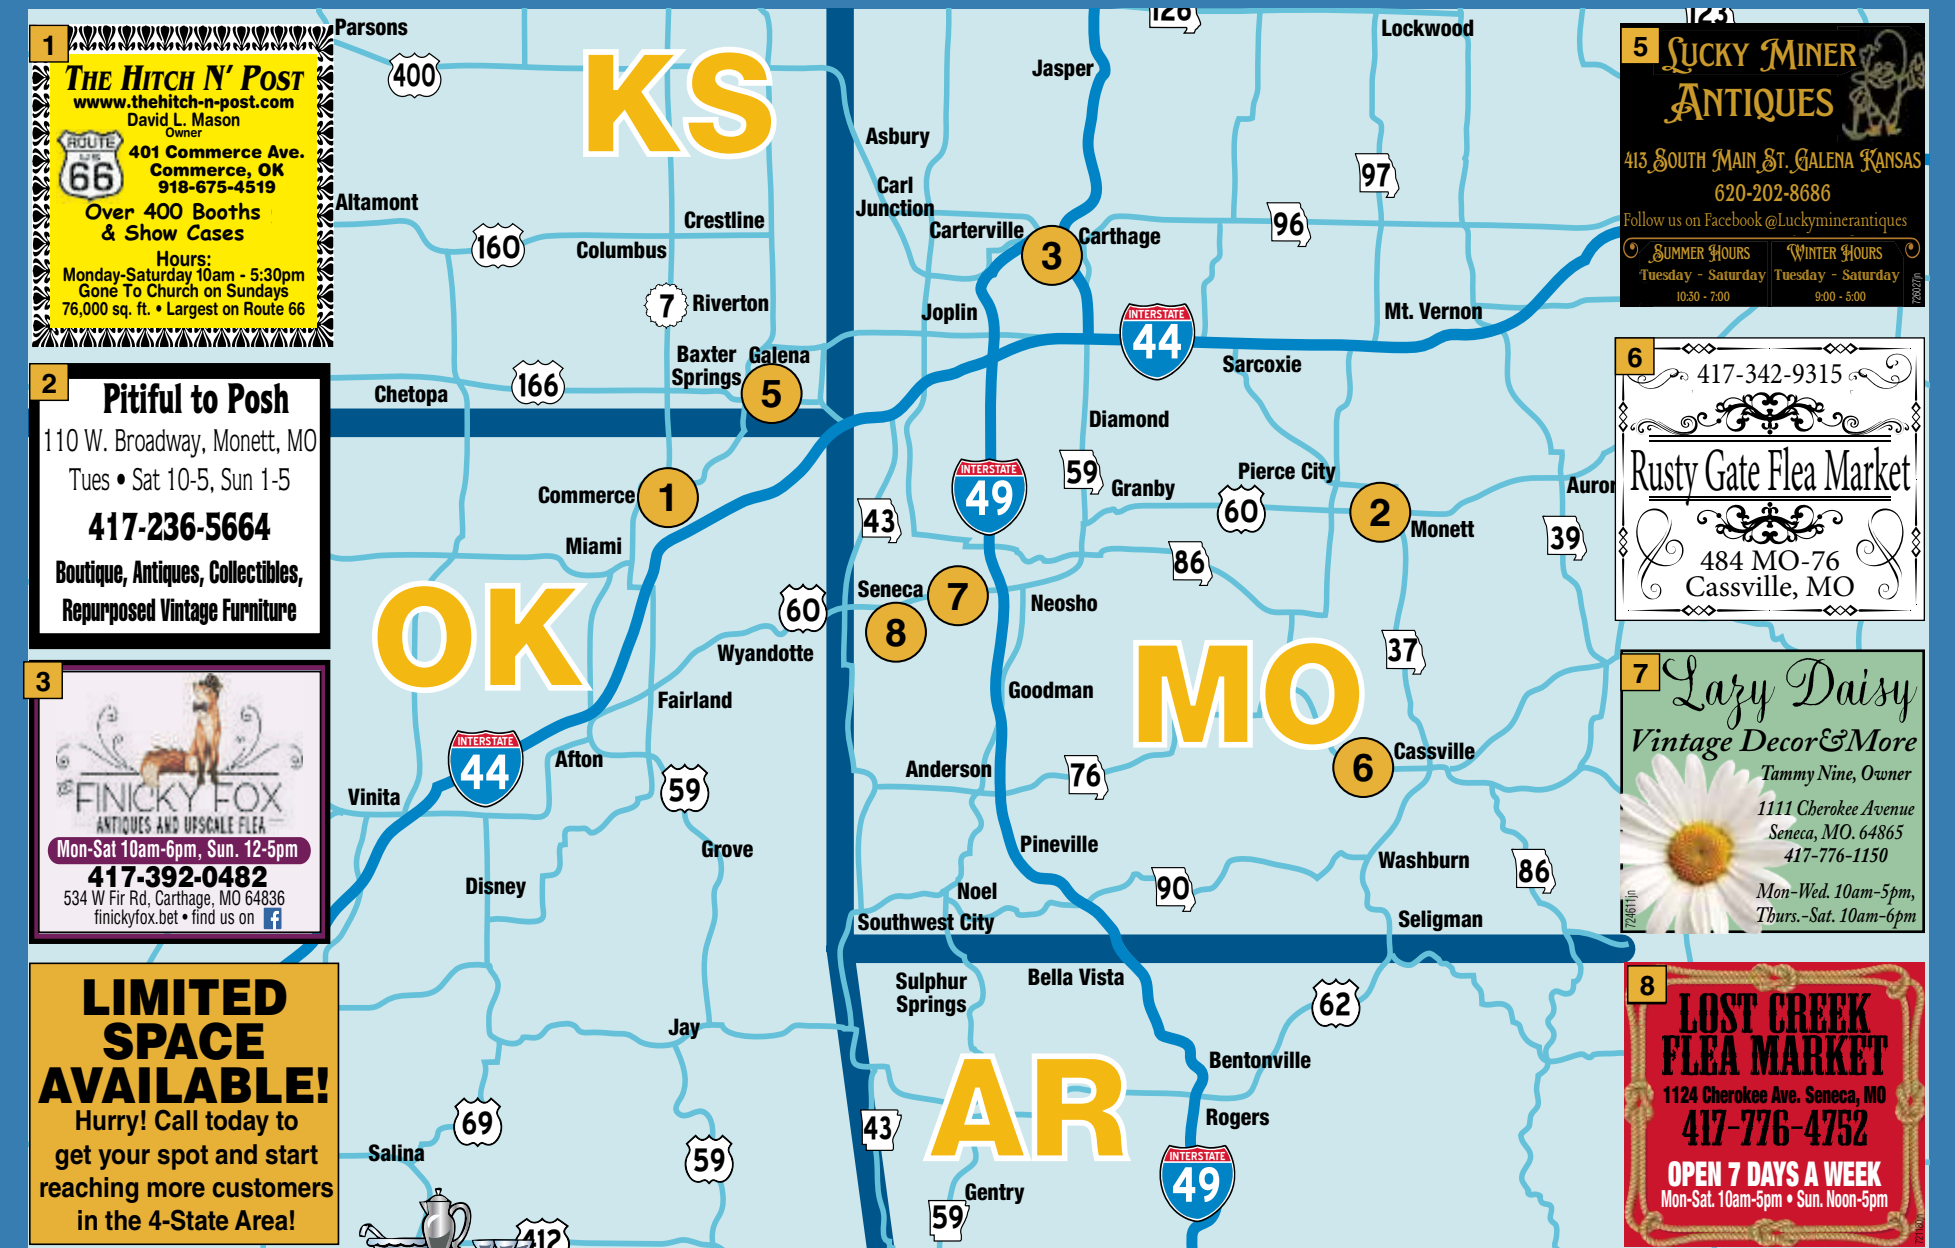 1
THE HITCH N' POST
wwww.thehitch-n-post.com
David L. Mason
Owner
ROUTE
US
66
401 Commerce Ave.
Commerce, OK
918-675-4519
Over 400 Booths
& Show Cases
Hours:
Monday-Saturday 10am - 5:30pm
Gone To Church on Sundays
76,000 sq. ft. • Largest on Route 66
2
Pitiful to Posh
110 W. Broadway, Monett, MO
Tues • Sat 10-5, Sun 1-5
417-236-5664
Boutique, Antiques, Collectibles,
Repurposed Vintage Furniture
3
THE
FINICKY FOX
ANTIQUES AND UPSCALE FLEA
Mon-Sat 10am-6pm, Sun. 12-5pm
417-392-0482
534 W Fir Rd, Carthage, MO 64836
finickyfox.bet • find us on f
LIMITED
SPACE
AVAILABLE!
Hurry! Call today to
get your spot and start
reaching more customers
in the 4-State Area!
Parsons
400
KS
126
Lockwood
123
Jasper
Asbury
Carl
Junction
97
Altamont
160
Crestline
Columbus
Carterville
3
Carthage
96
7
Riverton
Joplin
INTERSTATE
44
Mt. Vernon
Sarcoxie
Baxter
Springs
Galena
5
Chetopa
166
Diamond
59
INTERSTATE
49
Granby
Pierce City
60
2
Monett
Auror
39
43
Commerce
1
Miami
86
OK
60
Seneca
7
8
Neosho
Wyandotte
MO
37
Fairland
Goodman
INTERSTATE
44
Afton
59
Vinita
Anderson
76
6
Cassville
Grove
Disney
Pineville
Noel
90
Washburn
86
Southwest City
Seligman
Sulphur
Springs
Bella Vista
62
Jay
Bentonville
AR
Rogers
69
43
Salina
59
INTERSTATE
49
Gentry
59
412
5
LUCKY MINER
ANTIQUES
413 SOUTH MAIN ST. GALENA KANSAS
620-202-8686
Follow us on Facebook @Luckyminerantiques
SUMMER HOURS
Tuesday - Saturday
10:30 - 7:00
WINTER HOURS
Tuesday - Saturday
9:00 - 5:00
6
417-342-9315
Rusty Gate Flea Market
484 MO-76
Cassville, MO
7
Lazy Daisy
Vintage Decor&More
Tammy Nine, Owner
1111 Cherokee Avenue
Seneca, MO. 64865
417-776-1150
Mon-Wed. 10am-5pm,
Thurs.-Sat. 10am-6pm
724611jn
8
LOST CREEK
FLEA MARKET
1124 Cherokee Ave. Seneca, MO
417-776-4752
OPEN 7 DAYS A WEEK
Mon-Sat. 10am-5pm • Sun. Noon-5pm